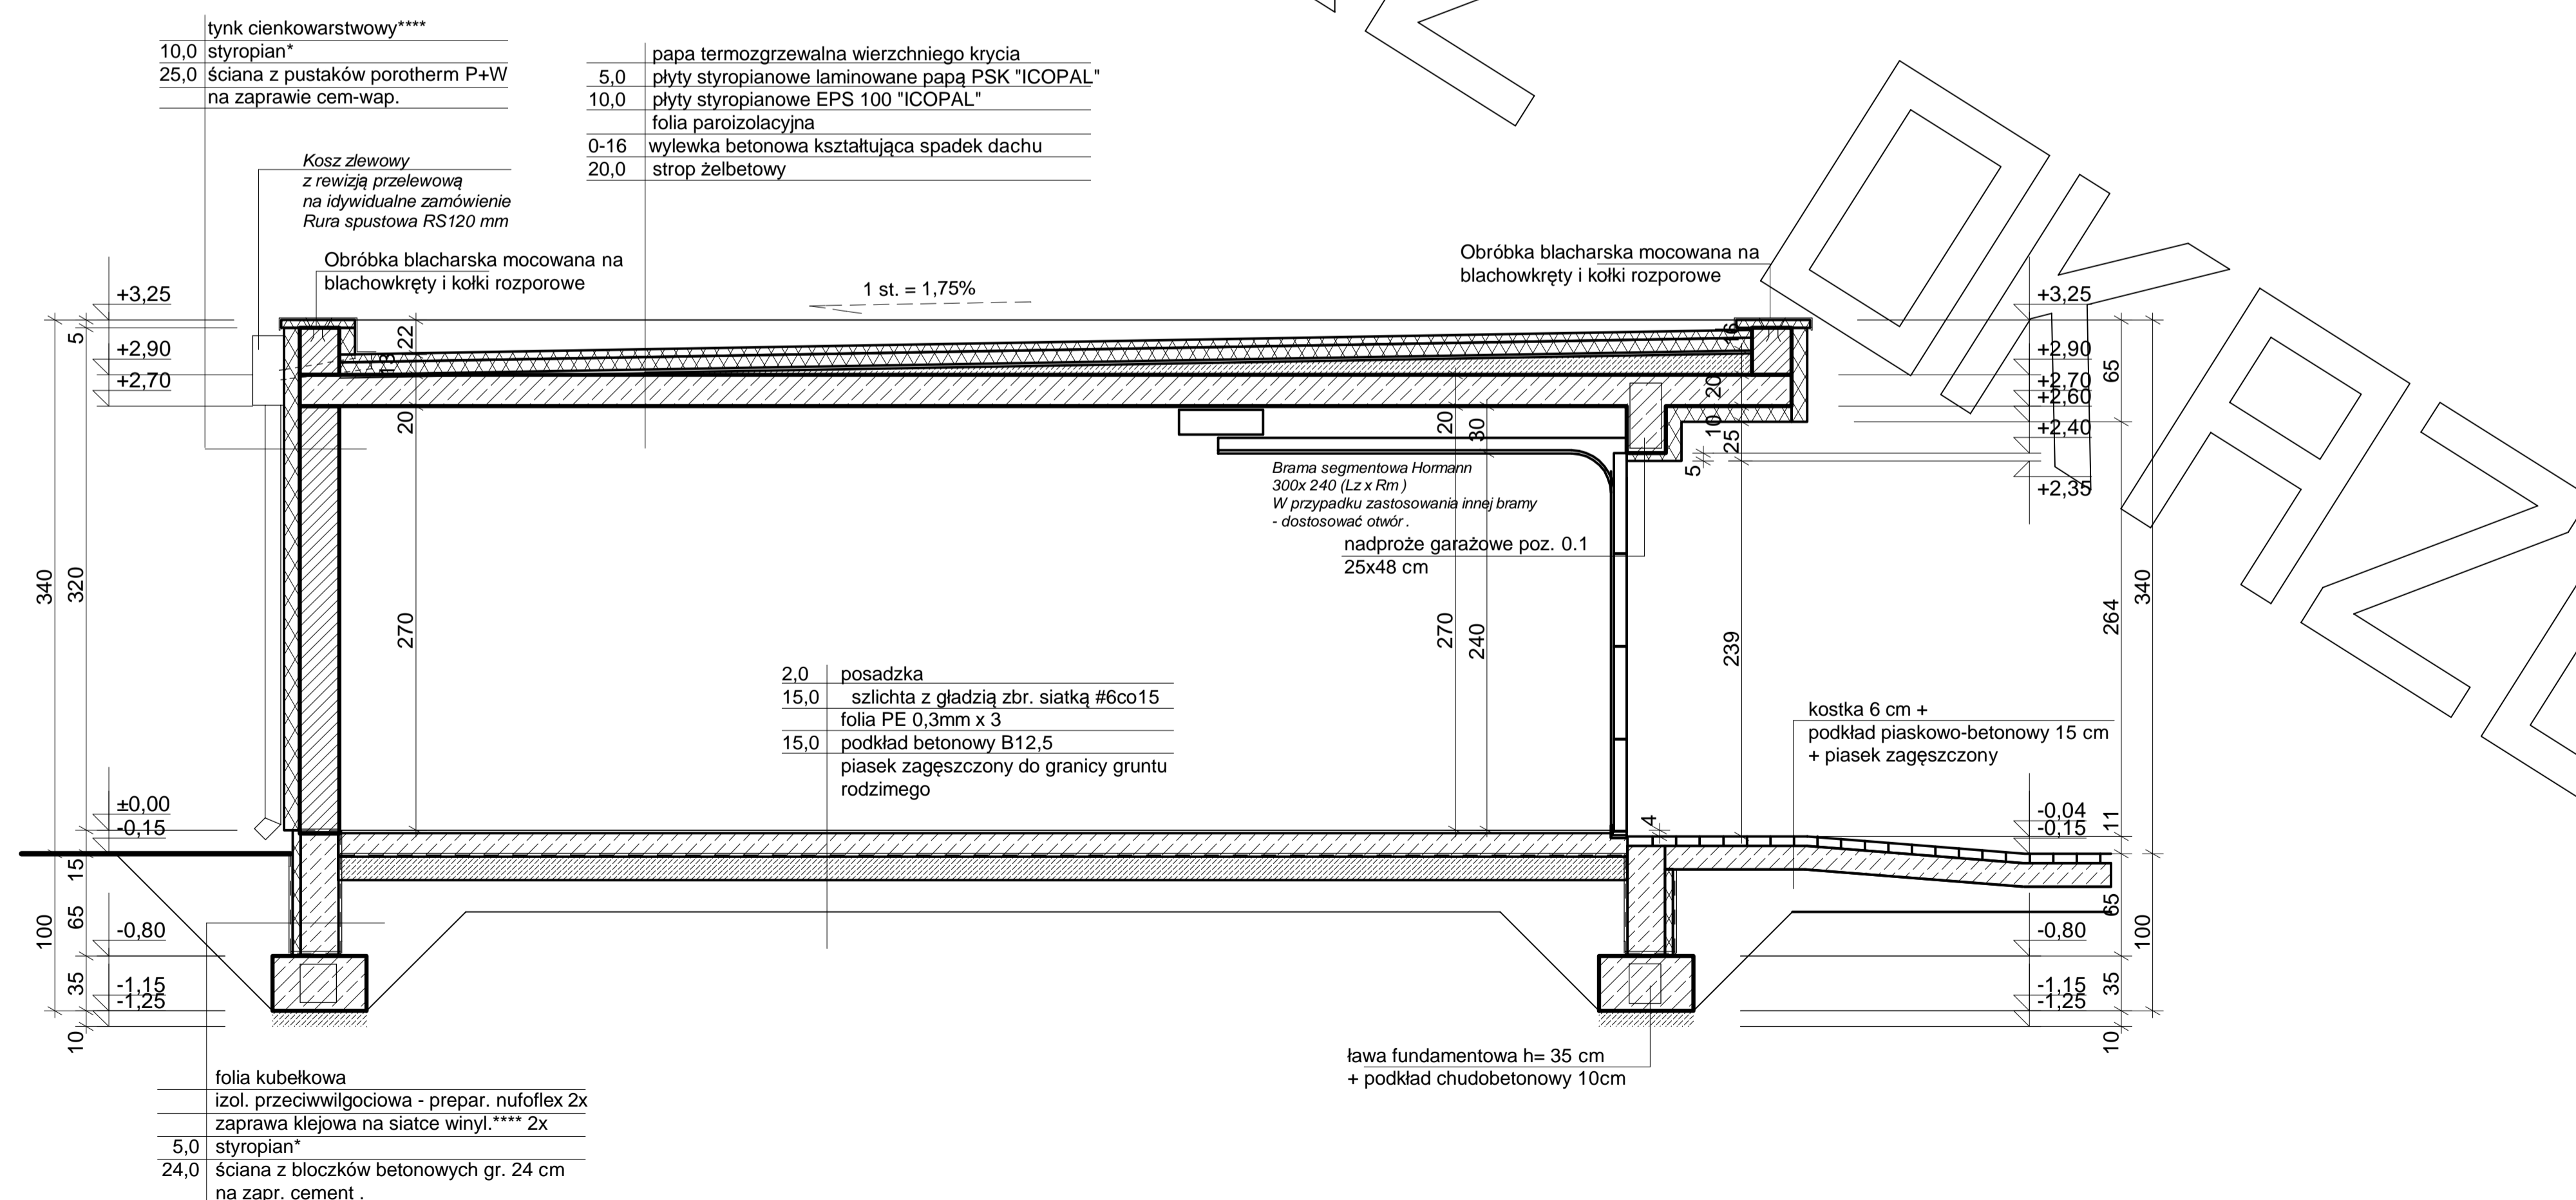 tynk cienkowarstwowy****
10,0 styropian*
25,0 ściana z pustaków porotherm P+W
na zaprawie cem-wap.
papa termozgrzewalna wierzchniego krycia
5,0 płyty styropianowe laminowane papą PSK "ICOPAL"
10,0 płyty styropianowe EPS 100 "ICOPAL"
folia paroizolacyjna
0-16 wylewka betonowa kształtująca spadek dachu
20,0 strop żelbetowy
Kosz zlewowy
z rewizją przelewową
na idywidualne zamówienie
Rura spustowa RS120 mm
Obróbka blacharska mocowana na
blachowkręty i kołki rozporowe
1 st. = 1,75%
Obróbka blacharska mocowana na
blachowkręty i kołki rozporowe
+3,25
+2,90
+2,70
5
340
320
22
13
20
270
16
20
10
25
5
20
30
+3,25
+2,90
+2,70
+2,60
+2,40
+2,35
65
Brama segmentowa Hormann
300x 240 (Lz x Rm )
W przypadku zastosowania innej bramy
- dostosować otwór .
nadproże garażowe poz. 0.1
25x48 cm
270
240
239
264
340
2,0 posadzka
15,0 szlichta z gładzią zbr. siatką #6co15
folia PE 0,3mm x 3
15,0 podkład betonowy B12,5
piasek zagęszczony do granicy gruntu
rodzimego
kostka 6 cm +
podkład piaskowo-betonowy 15 cm
+ piasek zagęszczony
±0,00
-0,15
15
100
65
-0,80
35
-1,15
-1,25
10
4
-0,04
-0,15
11
65
-0,80
100
-1,15
-1,25
35
10
ława fundamentowa h= 35 cm
+ podkład chudobetonowy 10cm
folia kubełkowa
izol. przeciwwilgociowa - prepar. nufoflex 2x
zaprawa klejowa na siatce winyl.**** 2x
5,0 styropian*
24,0 ściana z bloczków betonowych gr. 24 cm
na zapr. cement .